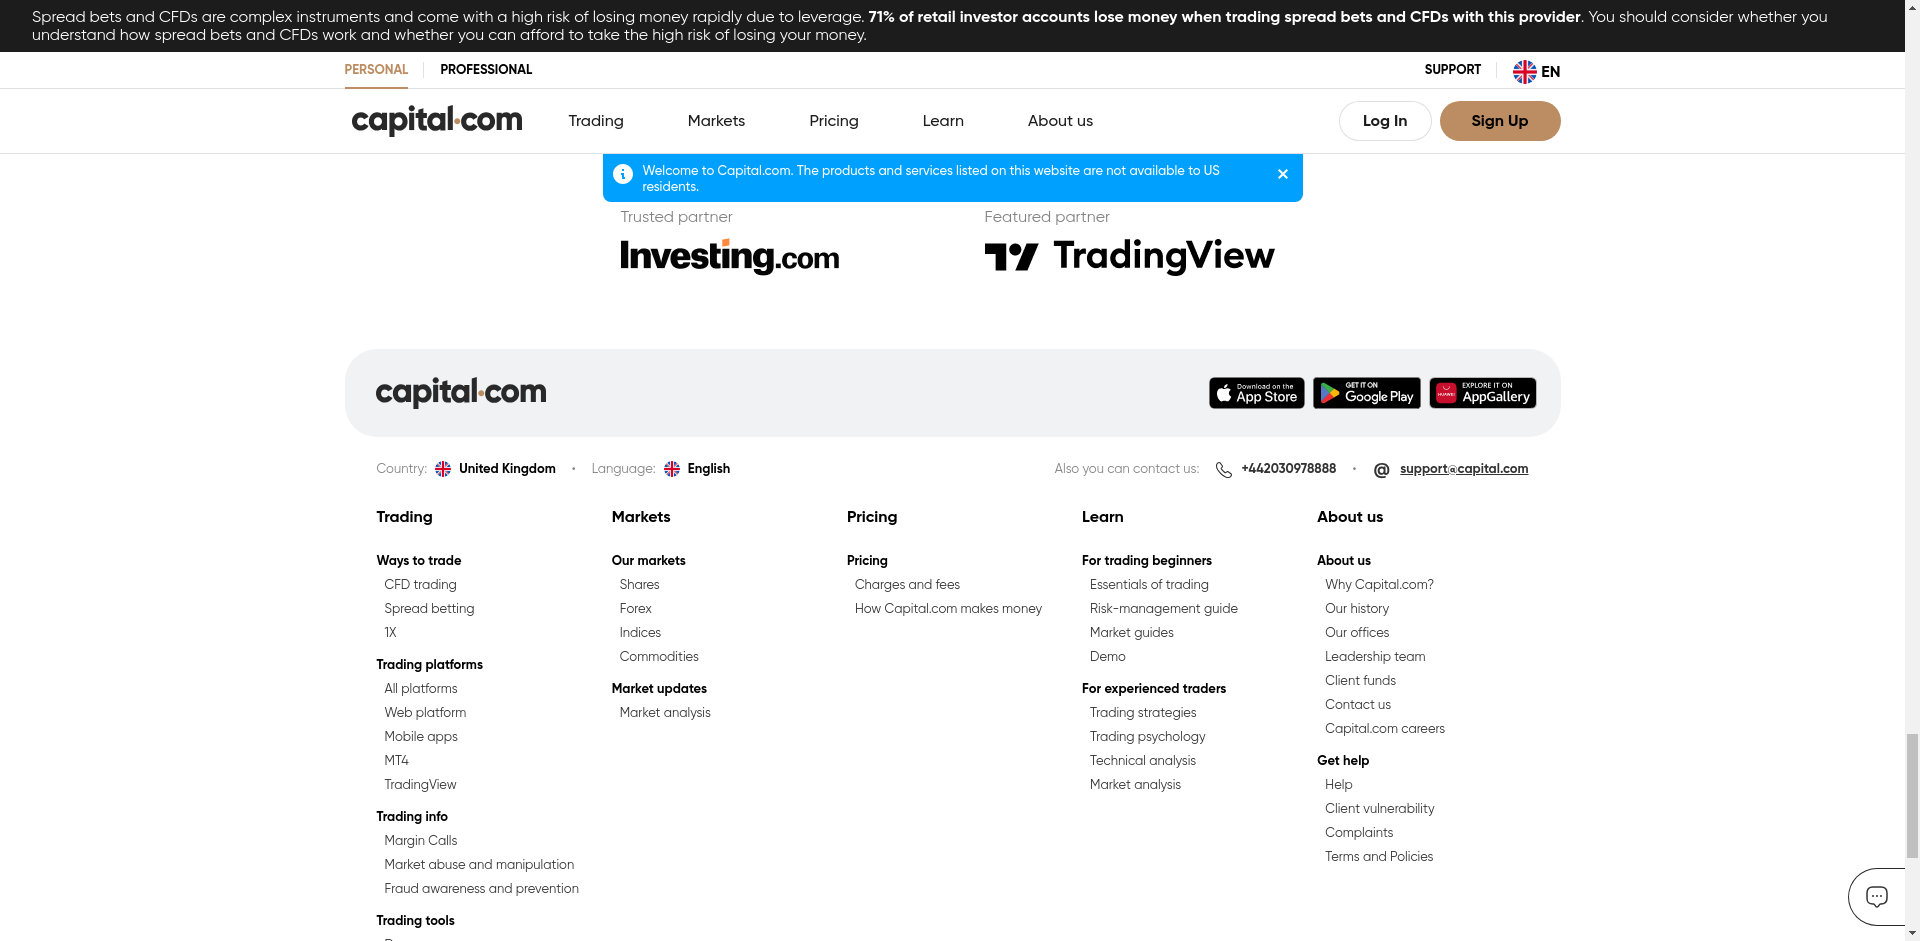 Spread bets and CFDs are complex instruments and come with a high risk of losing money rapidly due to leverage. 71% of retail investor accounts lose money when trading spread bets and CFDs with this provider. You should consider whether you
understand how spread bets and CFDs work and whether you can afford to take the high risk of losing your money.
PERSONAL
PROFESSIONAL
SUPPORT
EN
capital.com
Trading
Markets
Pricing
Learn
About us
Log In
Sign Up
Welcome to Capital.com. The products and services listed on this website are not available to US
residents.
Trusted partner
Investing.com
Featured partner
TradingView
capital.com
Download on the
App Store
GET IT ON
Google Play
HUAWEI
EXPLORE IT ON
AppGallery
Country:
United Kingdom
Language:
English
Also you can contact us:
+442030978888
support@capital.com
Trading
Ways to trade
CFD trading
Spread betting
1X
Trading platforms
All platforms
Web platform
Mobile apps
MT4
TradingView
Trading info
Margin Calls
Market abuse and manipulation
Fraud awareness and prevention
Trading tools
Markets
Our markets
Shares
Forex
Indices
Commodities
Market updates
Market analysis
Pricing
Pricing
Charges and fees
How Capital.com makes money
Learn
For trading beginners
Essentials of trading
Risk-management guide
Market guides
Demo
For experienced traders
Trading strategies
Trading psychology
Technical analysis
Market analysis
About us
About us
Why Capital.com?
Our history
Our offices
Leadership team
Client funds
Contact us
Capital.com careers
Get help
Help
Client vulnerability
Complaints
Terms and Policies